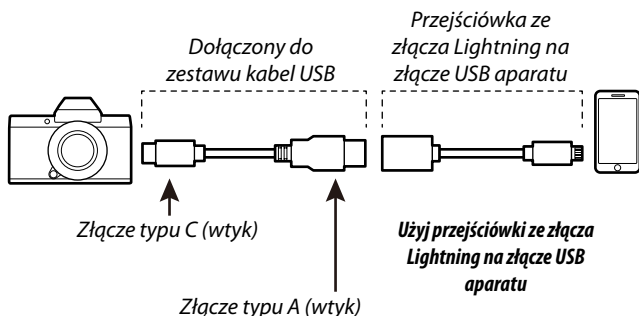 Dołączony do
zestawu kabel USB
Przejściówka ze
złącza Lightning na
złącze USB aparatu
Złącze typu C (wtyk)
Użyj przejściówki ze złącza
Lightning na złącze USB
aparatu
Złącze typu A (wtyk)